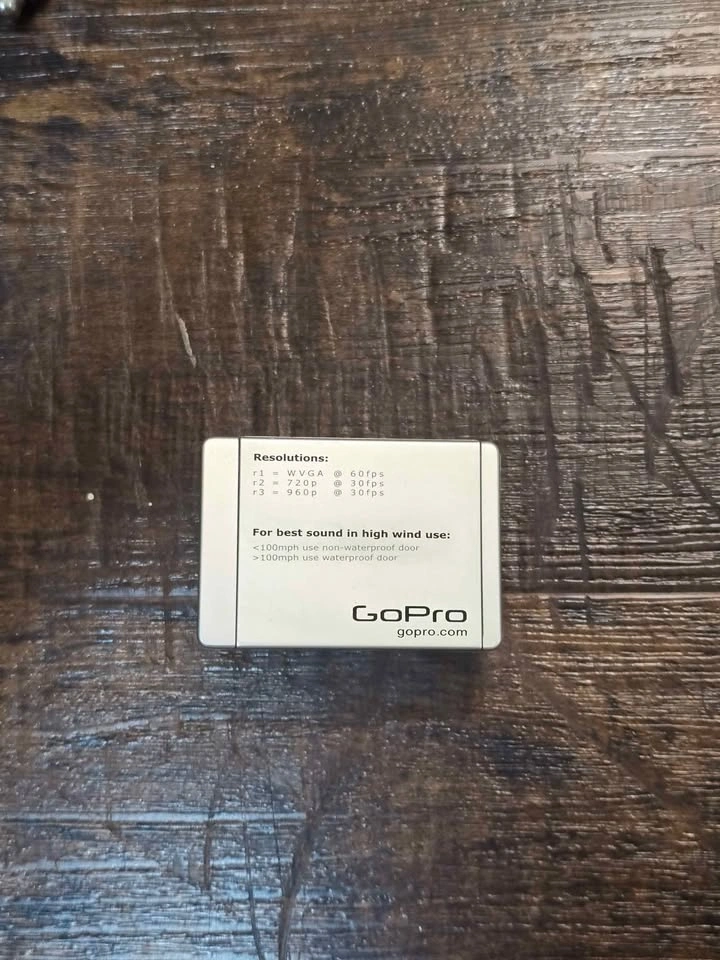 Resolutions:
r1 = WVGA @ 60fps
r2 = 720p @ 30fps
r3 = 960p @ 30fps
For best sound in high wind use:
<100mph use non-waterproof door
>100mph use waterproof door
GoPro
gopro.com